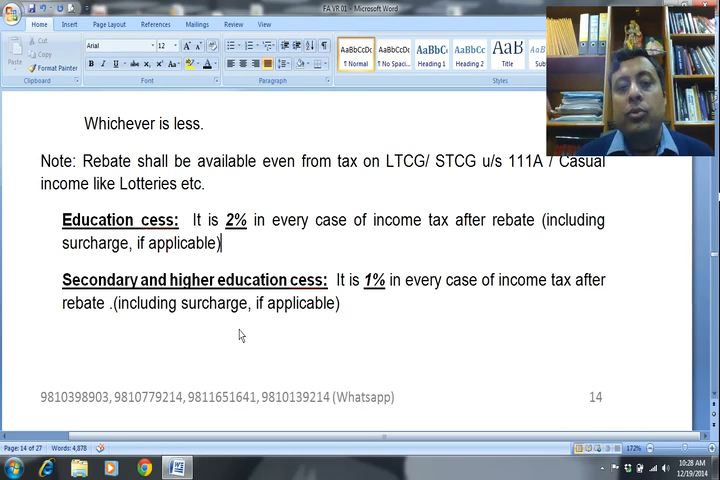 FA VR 01 - Microsoft Word
Home Insert Page Layout References Mailings Review View
Cut
Copy
Format Painter
Paste
Clipboard
Arial 12
Font
Paragraph
AaBbCcDc AaBbCcDc AaBbC AaBbCc AaB
¶ Normal ¶ No Spaci... Heading 1 Heading 2 Title
Styles
Whichever is less.
Note: Rebate shall be available even from tax on LTCG/ STCG u/s 111A / Casual
income like Lotteries etc.
Education cess: It is 2% in every case of income tax after rebate (including
surcharge, if applicable)
Secondary and higher education cess: It is 1% in every case of income tax after
rebate .(including surcharge, if applicable)
9810398903, 9810779214, 9811651641, 9810139214 (Whatsapp) 14
Page: 14 of 27 Words: 4,878 172%
10:28 AM
12/19/2014